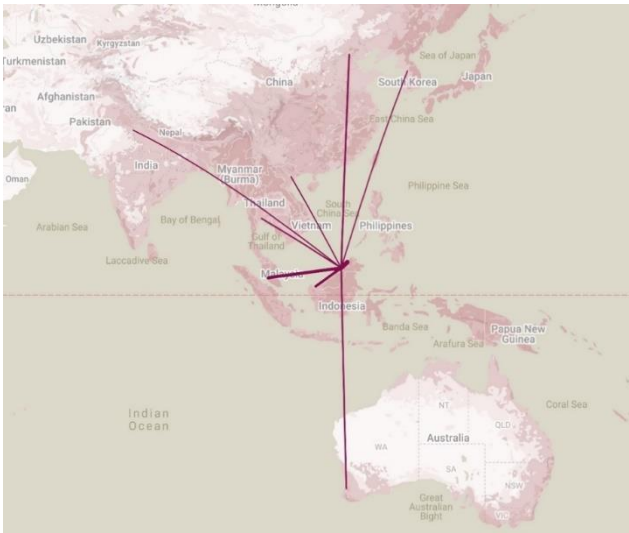 Mongolia
Uzbekistan
Kyrgyzstan
Turkmenistan
Sea of Japan
China
South Korea
Japan
Afghanistan
Pakistan
East China Sea
Nepal
India
Myanmar
(Burma)
Oman
Philippine Sea
Thailand
South
China Sea
Bay of Bengal
Vietnam
Philippines
Arabian Sea
Gulf of
Thailand
Laccadive Sea
Malaysia
Indonesia
Banda Sea
Papua New
Guinea
Arafura Sea
Indian
Ocean
NT
Coral Sea
QLD
Australia
WA
SA
NSW
Great
Australian
Bight
VIC